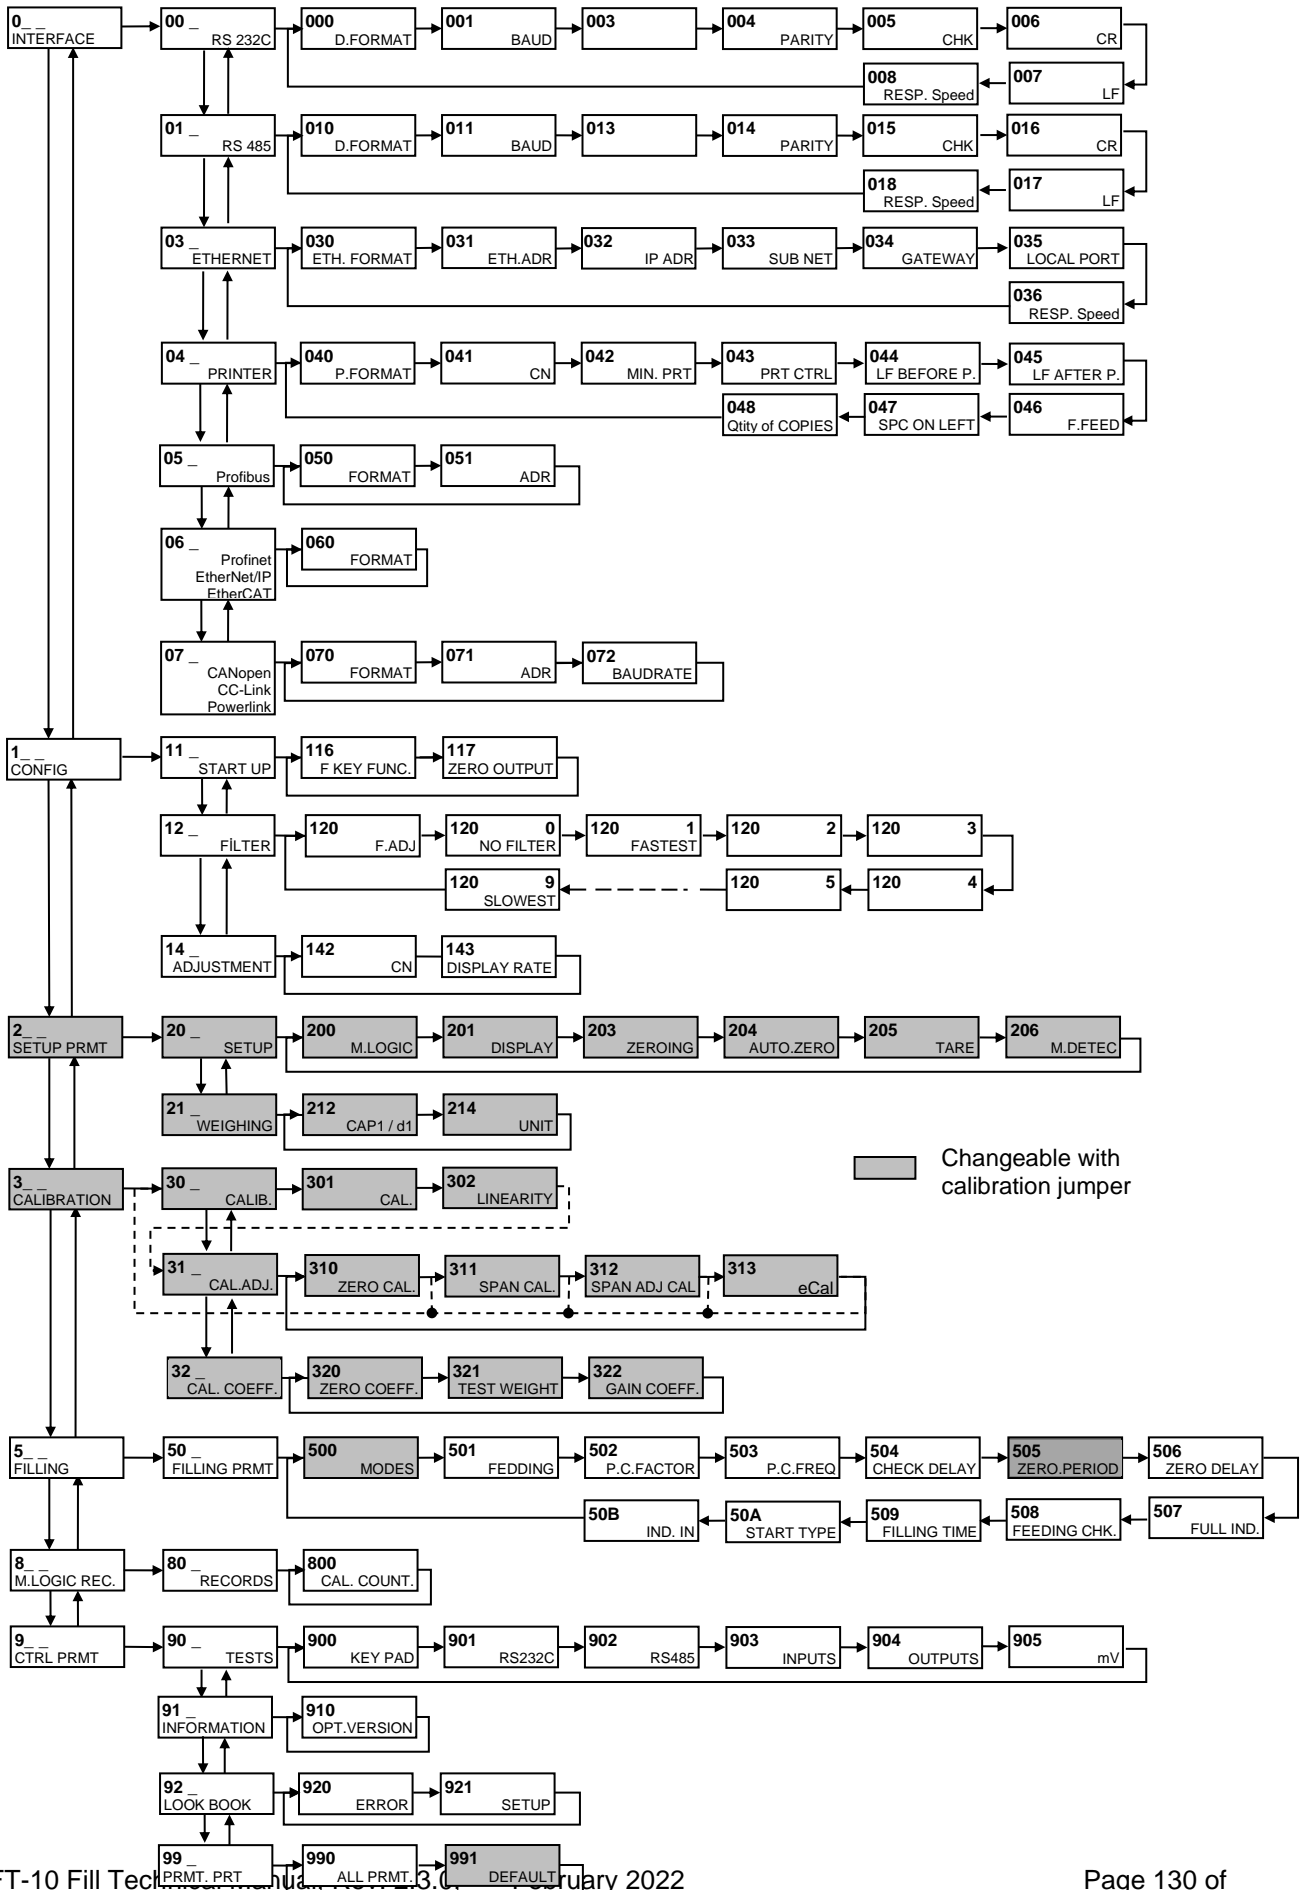 0_ _
INTERFACE
00 _
RS 232C
000
D.FORMAT
001
BAUD
003
004
PARITY
005
CHK
006
CR
008
RESP. Speed
007
LF
01 _
RS 485
010
D.FORMAT
011
BAUD
013
014
PARITY
015
CHK
016
CR
018
RESP. Speed
017
LF
03 _
ETHERNET
030
ETH. FORMAT
031
ETH.ADR
032
IP ADR
033
SUB NET
034
GATEWAY
035
LOCAL PORT
036
RESP. Speed
04 _
PRINTER
040
P.FORMAT
041
CN
042
MIN. PRT
043
PRT CTRL
044
LF BEFORE P.
045
LF AFTER P.
048
Qtity of COPIES
047
SPC ON LEFT
046
F.FEED
05 _
Profibus
050
FORMAT
051
ADR
06 _
Profinet
EtherNet/IP
EtherCAT
060
FORMAT
07 _
CANopen
CC-Link
Powerlink
070
FORMAT
071
ADR
072
BAUDRATE
1_ _
CONFIG
11 _
START UP
116
F KEY FUNC.
117
ZERO OUTPUT
12 _
FİLTER
120
F.ADJ
120 0
NO FILTER
120 1
FASTEST
120 2
120 3
120 9
SLOWEST
120 5
120 4
14 _
ADJUSTMENT
142
CN
143
DISPLAY RATE
2_ _
SETUP PRMT
20 _
SETUP
200
M.LOGIC
201
DISPLAY
203
ZEROING
204
AUTO.ZERO
205
TARE
206
M.DETEC
21 _
WEIGHING
212
CAP1 / d1
214
UNIT
Changeable with
calibration jumper
3_ _
CALIBRATION
30 _
CALIB.
301
CAL.
302
LINEARITY
31 _
CAL.ADJ.
310
ZERO CAL.
311
SPAN CAL.
312
SPAN ADJ CAL
313
eCal
32 _
CAL. COEFF.
320
ZERO COEFF.
321
TEST WEIGHT
322
GAIN COEFF.
5_ _
FILLING
50 _
FILLING PRMT
500
MODES
501
FEDDING
502
P.C.FACTOR
503
P.C.FREQ
504
CHECK DELAY
505
ZERO.PERIOD
506
ZERO DELAY
50B
IND. IN
50A
START TYPE
509
FILLING TIME
508
FEEDING CHK.
507
FULL IND.
8_ _
M.LOGIC REC.
80 _
RECORDS
800
CAL. COUNT.
9_ _
CTRL PRMT
90 _
TESTS
900
KEY PAD
901
RS232C
902
RS485
903
INPUTS
904
OUTPUTS
905
mV
91 _
INFORMATION
910
OPT.VERSION
92 _
LOOK BOOK
920
ERROR
921
SETUP
99 _
PRMT. PRT
990
ALL PRMT.
991
DEFAULT
FT-10 Fill Technical Manual, Rev. 2.3.0, February 2022 Page 130 of